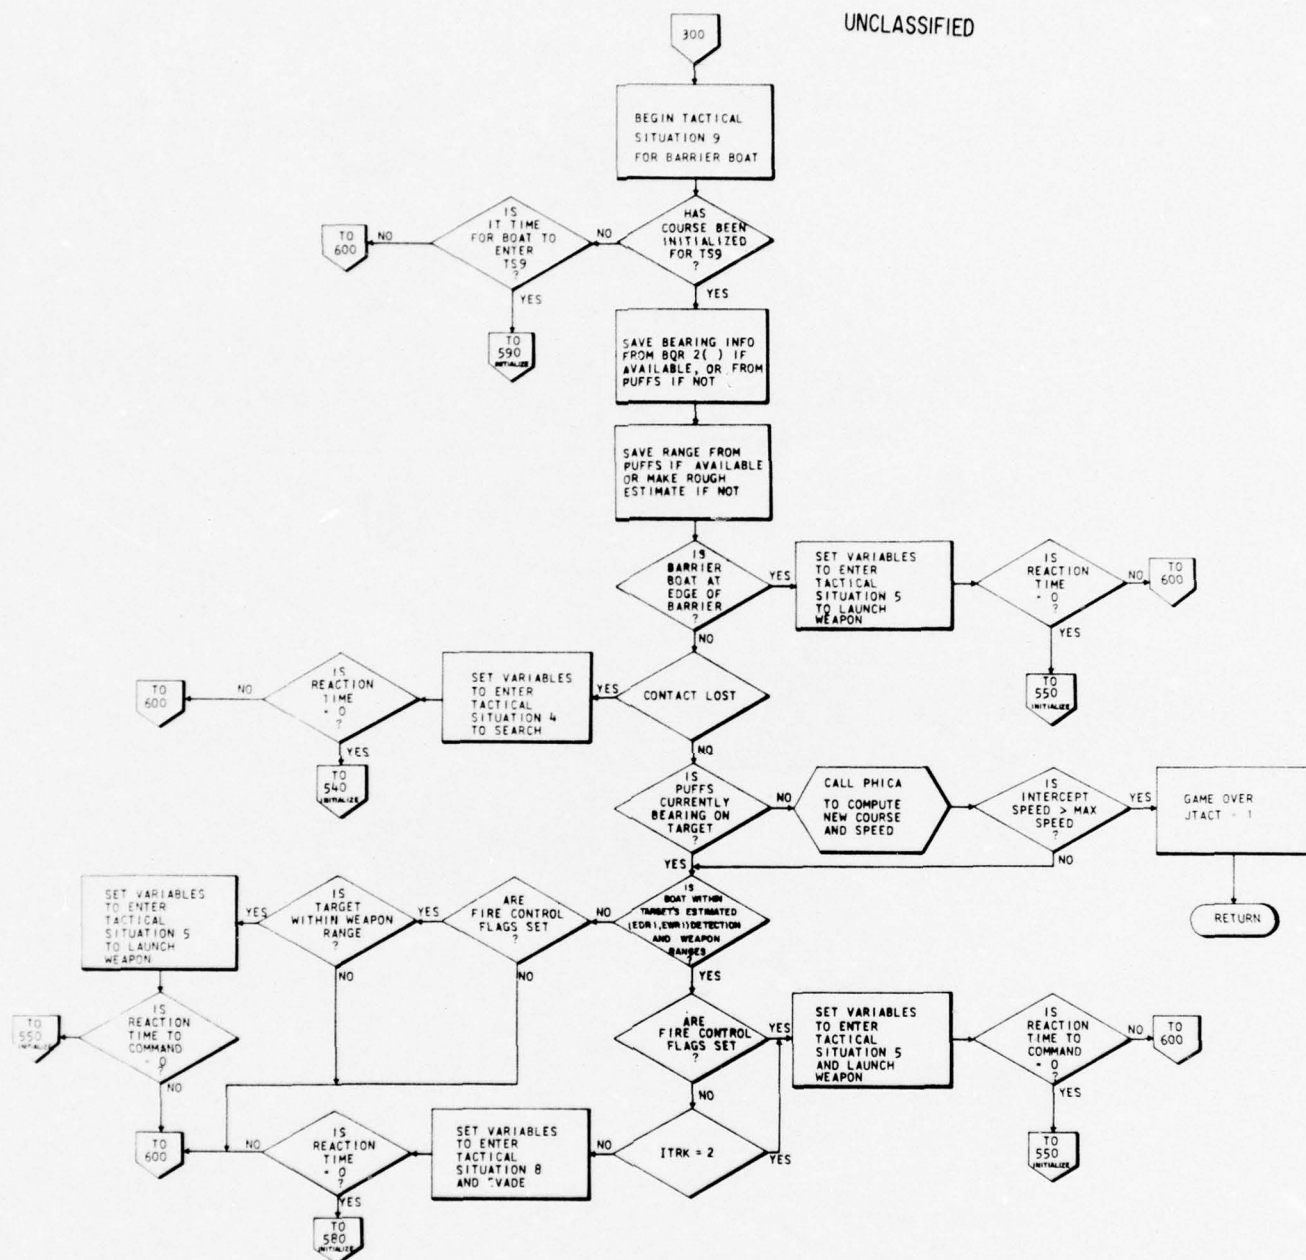 UNCLASSIFIED
300
BEGIN TACTICAL
SITUATION 9
FOR BARRIER BOAT
HAS
COURSE BEEN
INITIALIZED
FOR TS9
?
NO
YES
IS
IT TIME
FOR BOAT TO
ENTER
TS9
?
NO
TO
600
YES
TO
590
INITIALIZE
SAVE BEARING INFO
FROM BQR 2( ) IF
AVAILABLE, OR FROM
PUFFS IF NOT
SAVE RANGE FROM
PUFFS IF AVAILABLE
OR MAKE ROUGH
ESTIMATE IF NOT
IS
BARRIER
BOAT AT
EDGE OF
BARRIER
?
YES
NO
SET VARIABLES
TO ENTER
TACTICAL
SITUATION 5
TO LAUNCH
WEAPON
IS
REACTION
TIME
= 0
?
NO
TO
600
YES
TO
550
INITIALIZE
CONTACT LOST
YES
NO
SET VARIABLES
TO ENTER
TACTICAL
SITUATION 4
TO SEARCH
IS
REACTION
TIME
= 0
?
NO
TO
600
YES
TO
540
INITIALIZE
IS
PUFFS
CURRENTLY
BEARING ON
TARGET
?
NO
YES
CALL PHICA
TO COMPUTE
NEW COURSE
AND SPEED
IS
INTERCEPT
SPEED > MAX
SPEED
?
YES
NO
GAME OVER
JTACT = 1
RETURN
IS
BOAT WITHIN
TARGET'S ESTIMATED
(EDR1,EWR1) DETECTION
AND WEAPON
RANGES
?
NO
YES
ARE
FIRE CONTROL
FLAGS SET
?
YES
NO
IS
TARGET
WITHIN WEAPON
RANGE
?
YES
NO
SET VARIABLES
TO ENTER
TACTICAL
SITUATION 5
TO LAUNCH
WEAPON
IS
REACTION
TIME TO
COMMAND
= 0
?
TO
550
INITIALIZE
NO
TO
600
ARE
FIRE CONTROL
FLAGS SET
?
YES
NO
SET VARIABLES
TO ENTER
TACTICAL
SITUATION 5
AND LAUNCH
WEAPON
IS
REACTION
TIME TO
COMMAND
= 0
?
NO
TO
600
YES
TO
550
INITIALIZE
ITRK = 2
YES
NO
SET VARIABLES
TO ENTER
TACTICAL
SITUATION 8
AND EVADE
IS
REACTION
TIME
= 0
?
NO
YES
TO
580
INITIALIZE